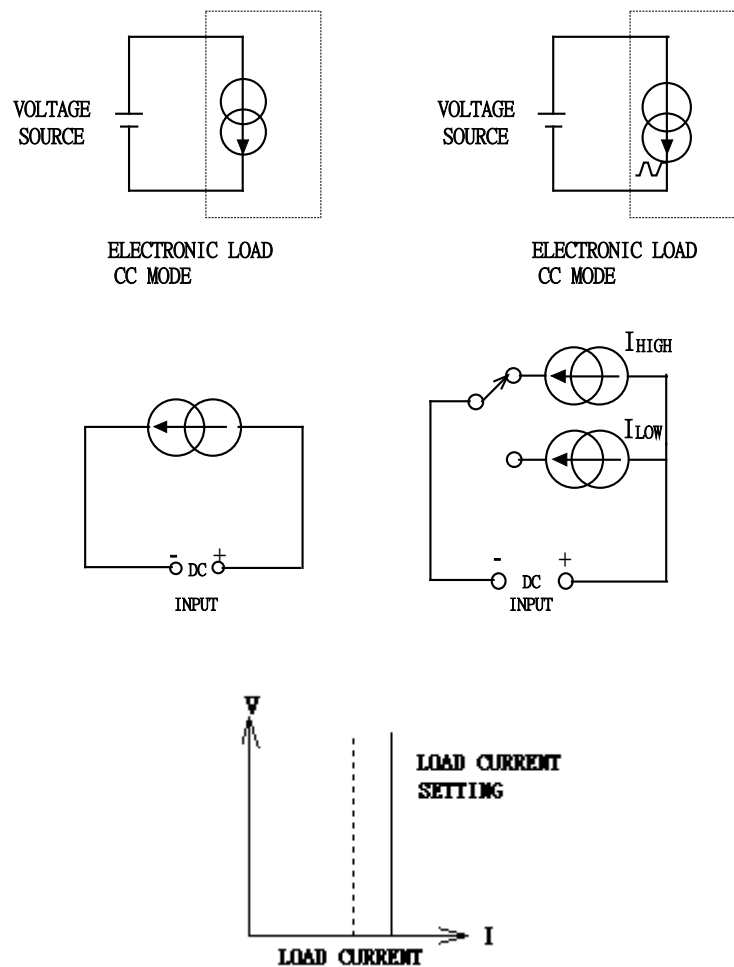 VOLTAGE
SOURCE
ELECTRONIC LOAD
CC MODE
VOLTAGE
SOURCE
ELECTRONIC LOAD
CC MODE
- DC +
INPUT
IHIGH
ILOW
- DC +
INPUT
V
LOAD CURRENT
SETTING
I
LOAD CURRENT